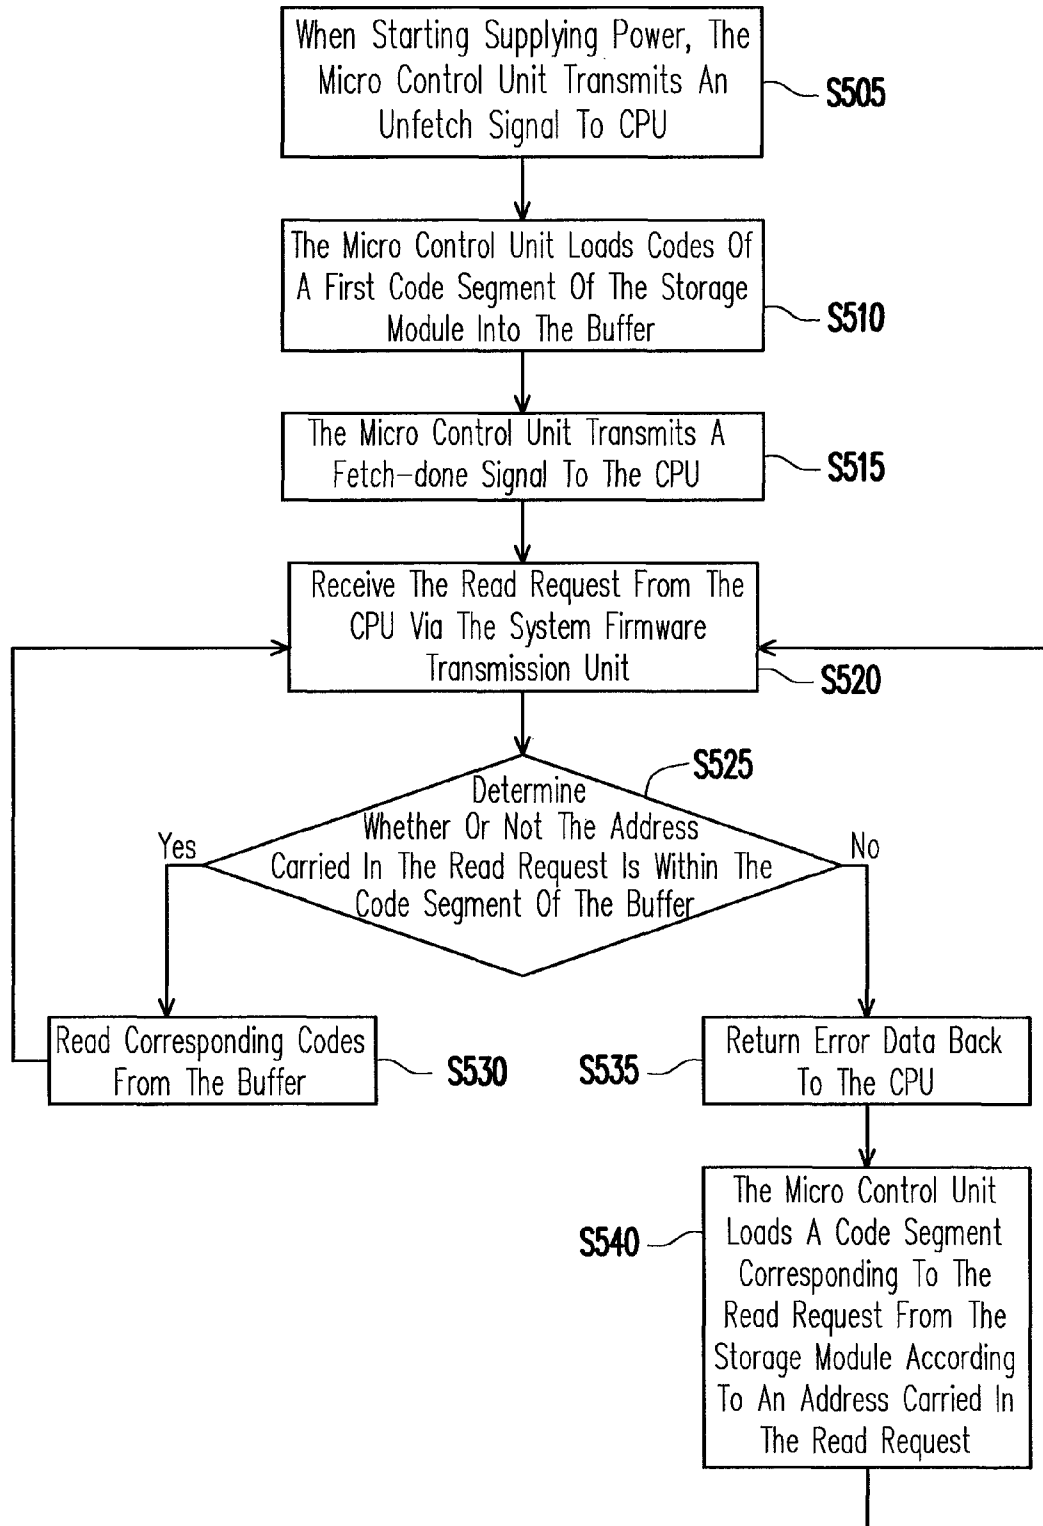 When Starting Supplying Power, The
Micro Control Unit Transmits An
Unfetch Signal To CPU
S505
The Micro Control Unit Loads Codes Of
A First Code Segment Of The Storage
Module Into The Buffer
S510
The Micro Control Unit Transmits A
Fetch-done Signal To The CPU
S515
Receive The Read Request From The
CPU Via The System Firmware
Transmission Unit
S520
S525
Determine
Whether Or Not The Address
Carried In The Read Request Is Within The
Code Segment Of The Buffer
Yes
No
Read Corresponding Codes
From The Buffer
S530
S535
Return Error Data Back
To The CPU
S540
The Micro Control Unit
Loads A Code Segment
Corresponding To The
Read Request From The
Storage Module According
To An Address Carried In
The Read Request